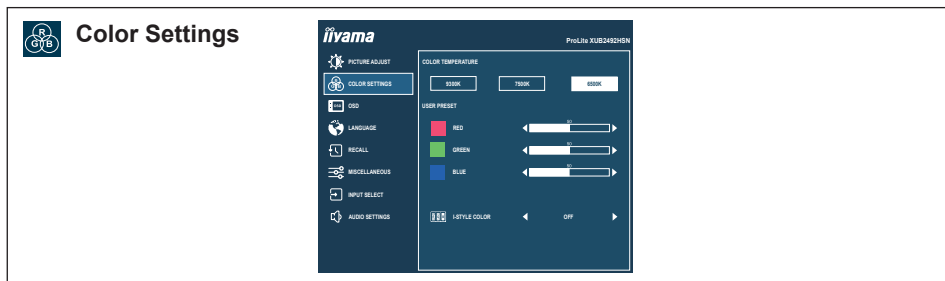 R
G B
Color Settings
iiyama
ProLite XUB2492HSN
PICTURE ADJUST
COLOR SETTINGS
OSD
OSD
LANGUAGE
RECALL
MISCELLANEOUS
INPUT SELECT
AUDIO SETTINGS
COLOR TEMPERATURE
9300K 7500K 6500K
USER PRESET
RED 50
GREEN 50
BLUE 50
I-STYLE COLOR OFF